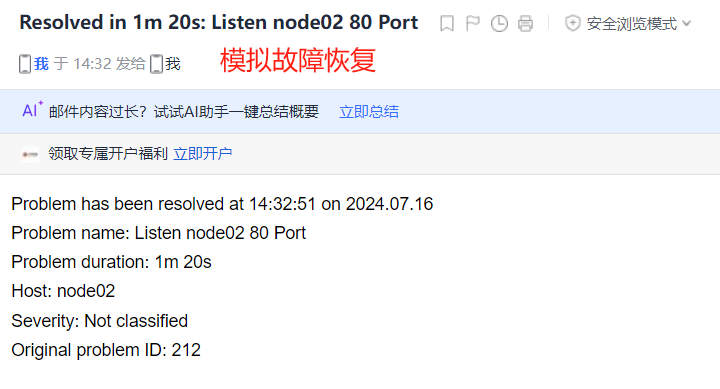 Resolved in 1m 20s: Listen node02 80 Port
安全浏览模式
我 于 14:32 发给 我
模拟故障恢复
AI+ 邮件内容过长？试试AI助手一键总结概要 立即总结
领取专属开户福利 立即开户
Problem has been resolved at 14:32:51 on 2024.07.16
Problem name: Listen node02 80 Port
Problem duration: 1m 20s
Host: node02
Severity: Not classified
Original problem ID: 212